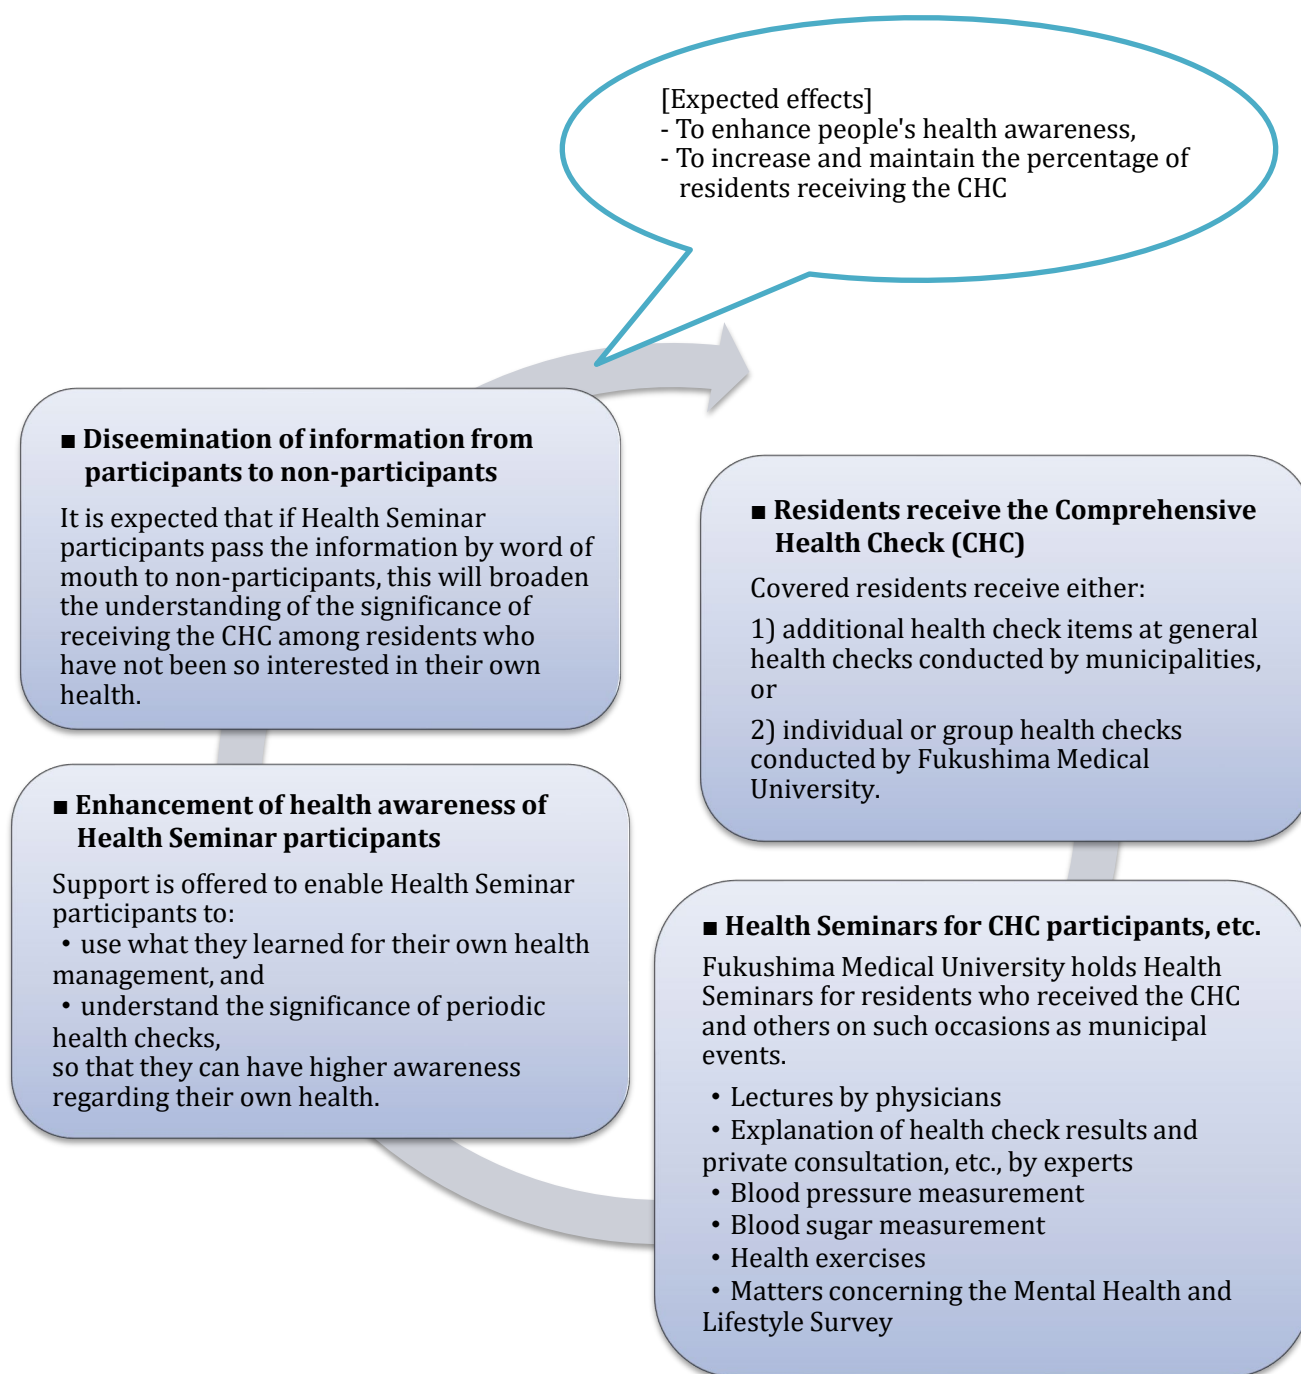 [Expected effects]
- To enhance people's health awareness,
- To increase and maintain the percentage of
residents receiving the CHC
■ Diseemination of information from
participants to non-participants
It is expected that if Health Seminar
participants pass the information by word of
mouth to non-participants, this will broaden
the understanding of the significance of
receiving the CHC among residents who
have not been so interested in their own
health.
■ Residents receive the Comprehensive
Health Check (CHC)
Covered residents receive either:
1) additional health check items at general
health checks conducted by municipalities,
or
2) individual or group health checks
conducted by Fukushima Medical
University.
■ Enhancement of health awareness of
Health Seminar participants
Support is offered to enable Health Seminar
participants to:
・use what they learned for their own health
management, and
・understand the significance of periodic
health checks,
so that they can have higher awareness
regarding their own health.
■ Health Seminars for CHC participants, etc.
Fukushima Medical University holds Health
Seminars for residents who received the CHC
and others on such occasions as municipal
events.
・Lectures by physicians
・Explanation of health check results and
private consultation, etc., by experts
・Blood pressure measurement
・Blood sugar measurement
・Health exercises
・Matters concerning the Mental Health and
Lifestyle Survey